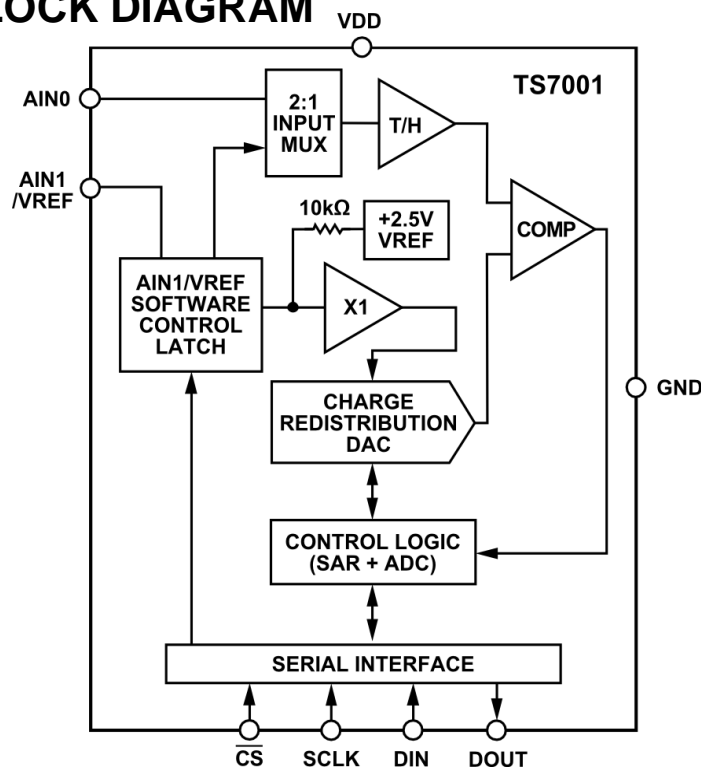 LOCK DIAGRAM
VDD
TS7001
AIN0
2:1
INPUT
MUX
T/H
AIN1
/VREF
10kΩ
+2.5V
VREF
COMP
AIN1/VREF
SOFTWARE
CONTROL
LATCH
X1
GND
CHARGE
REDISTRIBUTION
DAC
CONTROL LOGIC
(SAR + ADC)
SERIAL INTERFACE
CS
SCLK
DIN
DOUT